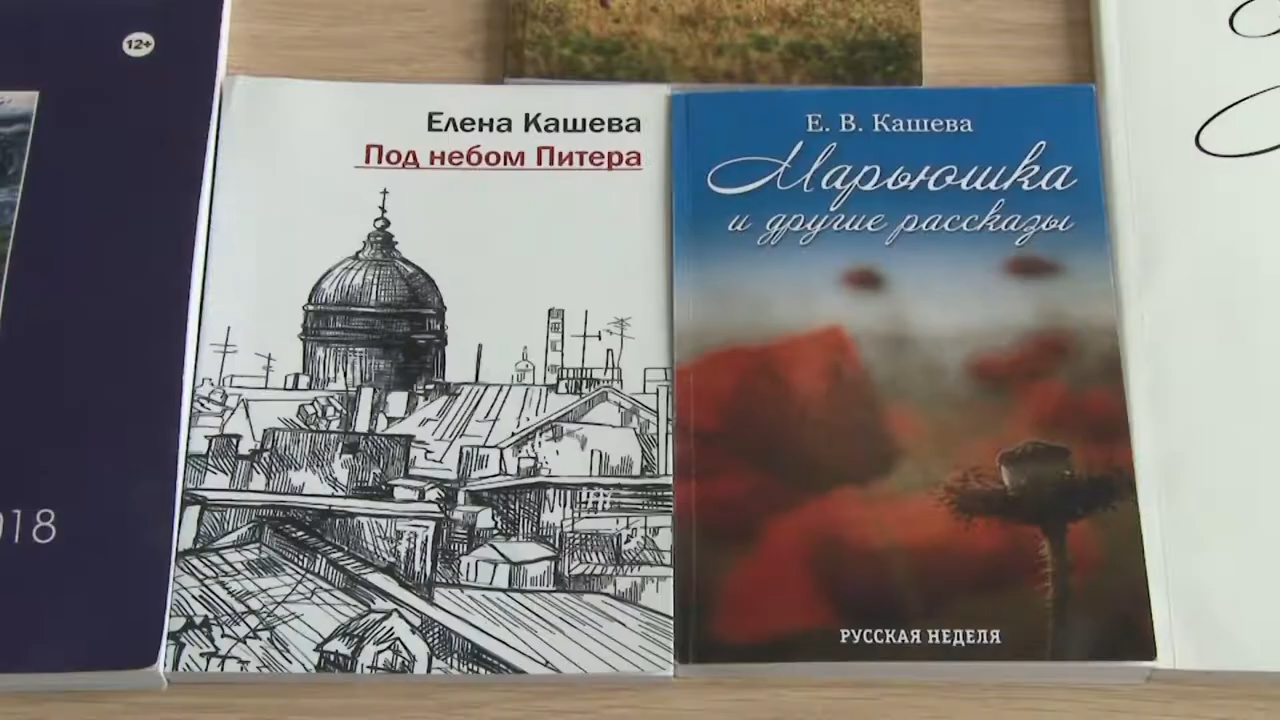 12+
018
Елена Кашева
Под небом Питера
Е. В. Кашева
Марьюшка
и другие рассказы
РУССКАЯ НЕДЕЛЯ